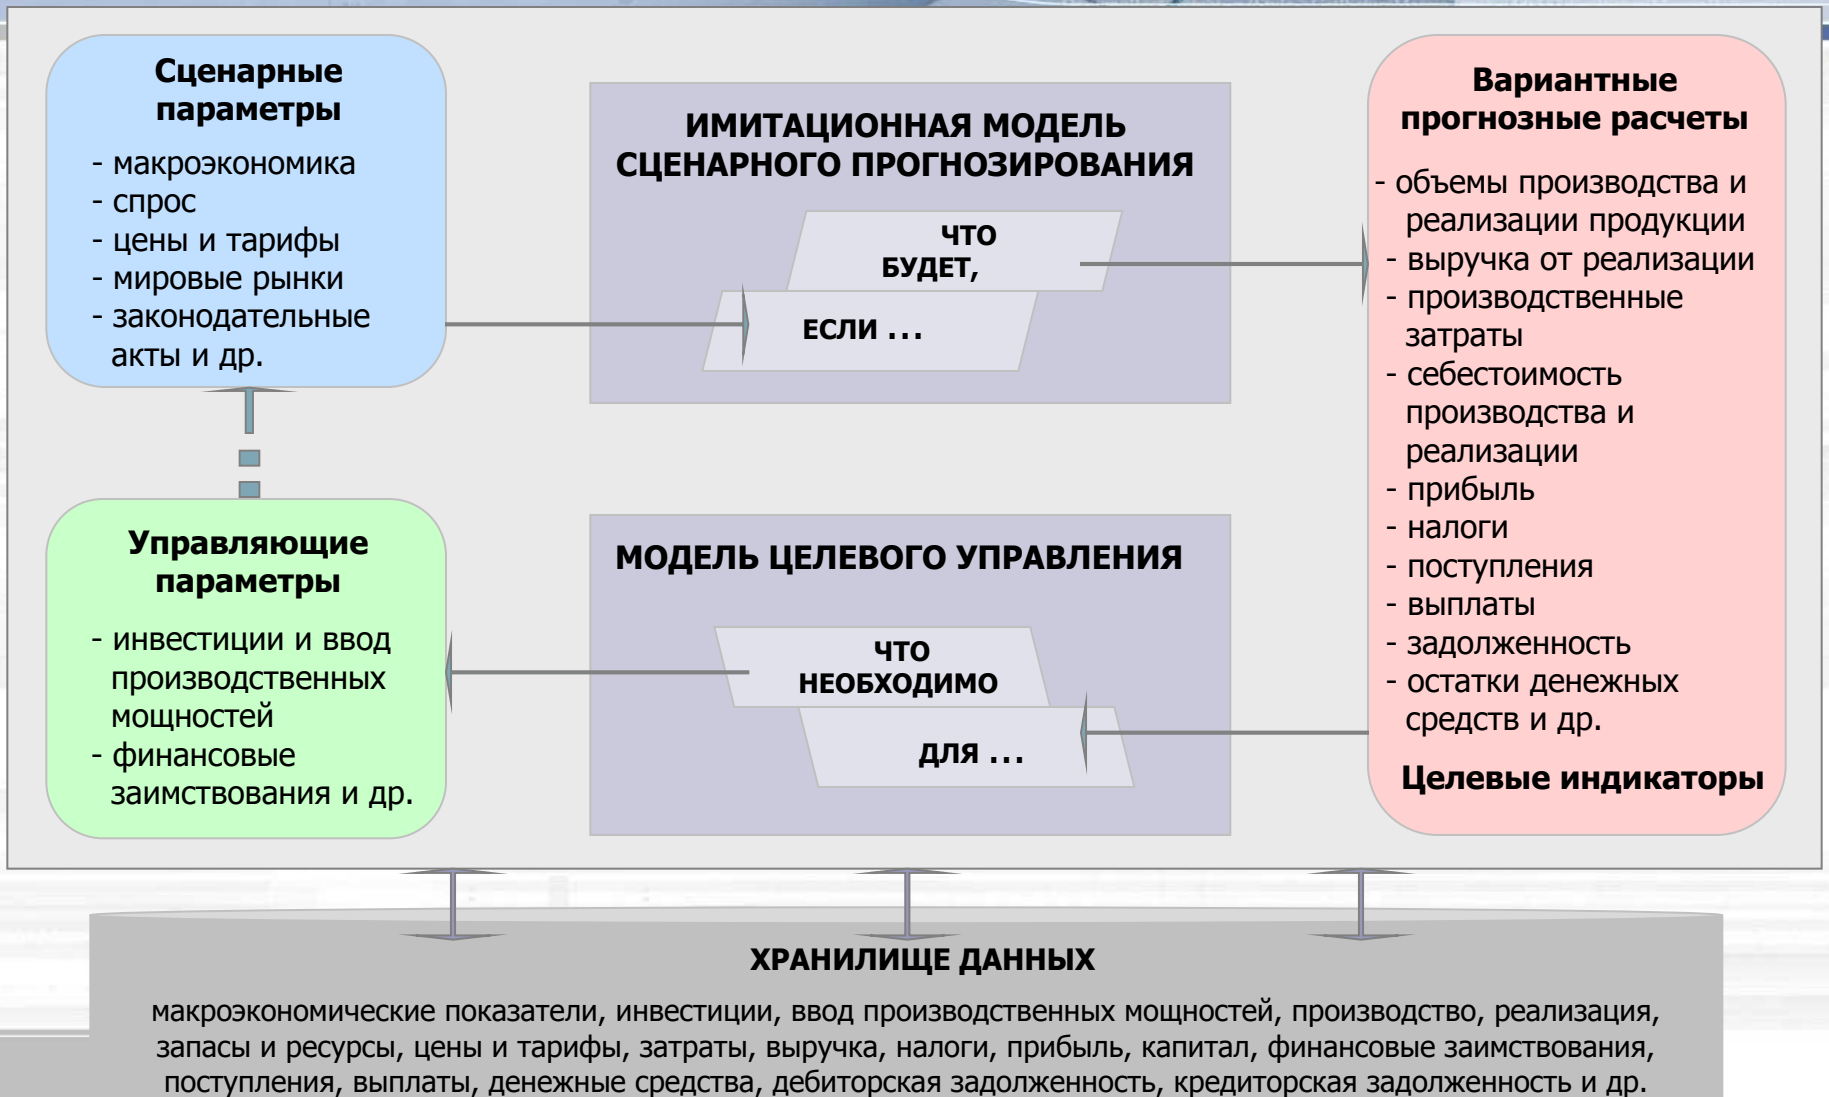 Сценарные
параметры
- макроэкономика
- спрос
- цены и тарифы
- мировые рынки
- законодательные
акты и др.
ИМИТАЦИОННАЯ МОДЕЛЬ
СЦЕНАРНОГО ПРОГНОЗИРОВАНИЯ
ЧТО
БУДЕТ,
ЕСЛИ ...
Вариантные
прогнозные расчеты
- объемы производства и
реализации продукции
- выручка от реализации
- производственные
затраты
- себестоимость
производства и
реализации
- прибыль
- налоги
- поступления
- выплаты
- задолженность
- остатки денежных
средств и др.
Целевые индикаторы
Управляющие
параметры
- инвестиции и ввод
производственных
мощностей
- финансовые
заимствования и др.
МОДЕЛЬ ЦЕЛЕВОГО УПРАВЛЕНИЯ
ЧТО
НЕОБХОДИМО
ДЛЯ ...
ХРАНИЛИЩЕ ДАННЫХ
макроэкономические показатели, инвестиции, ввод производственных мощностей, производство, реализация,
запасы и ресурсы, цены и тарифы, затраты, выручка, налоги, прибыль, капитал, финансовые заимствования,
поступления, выплаты, денежные средства, дебиторская задолженность, кредиторская задолженность и др.